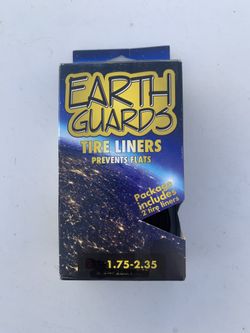 EARTH
GUARDS
TIRE LINERS
PREVENTS FLATS
Package
includes
2 tire liners
1.75-2.35